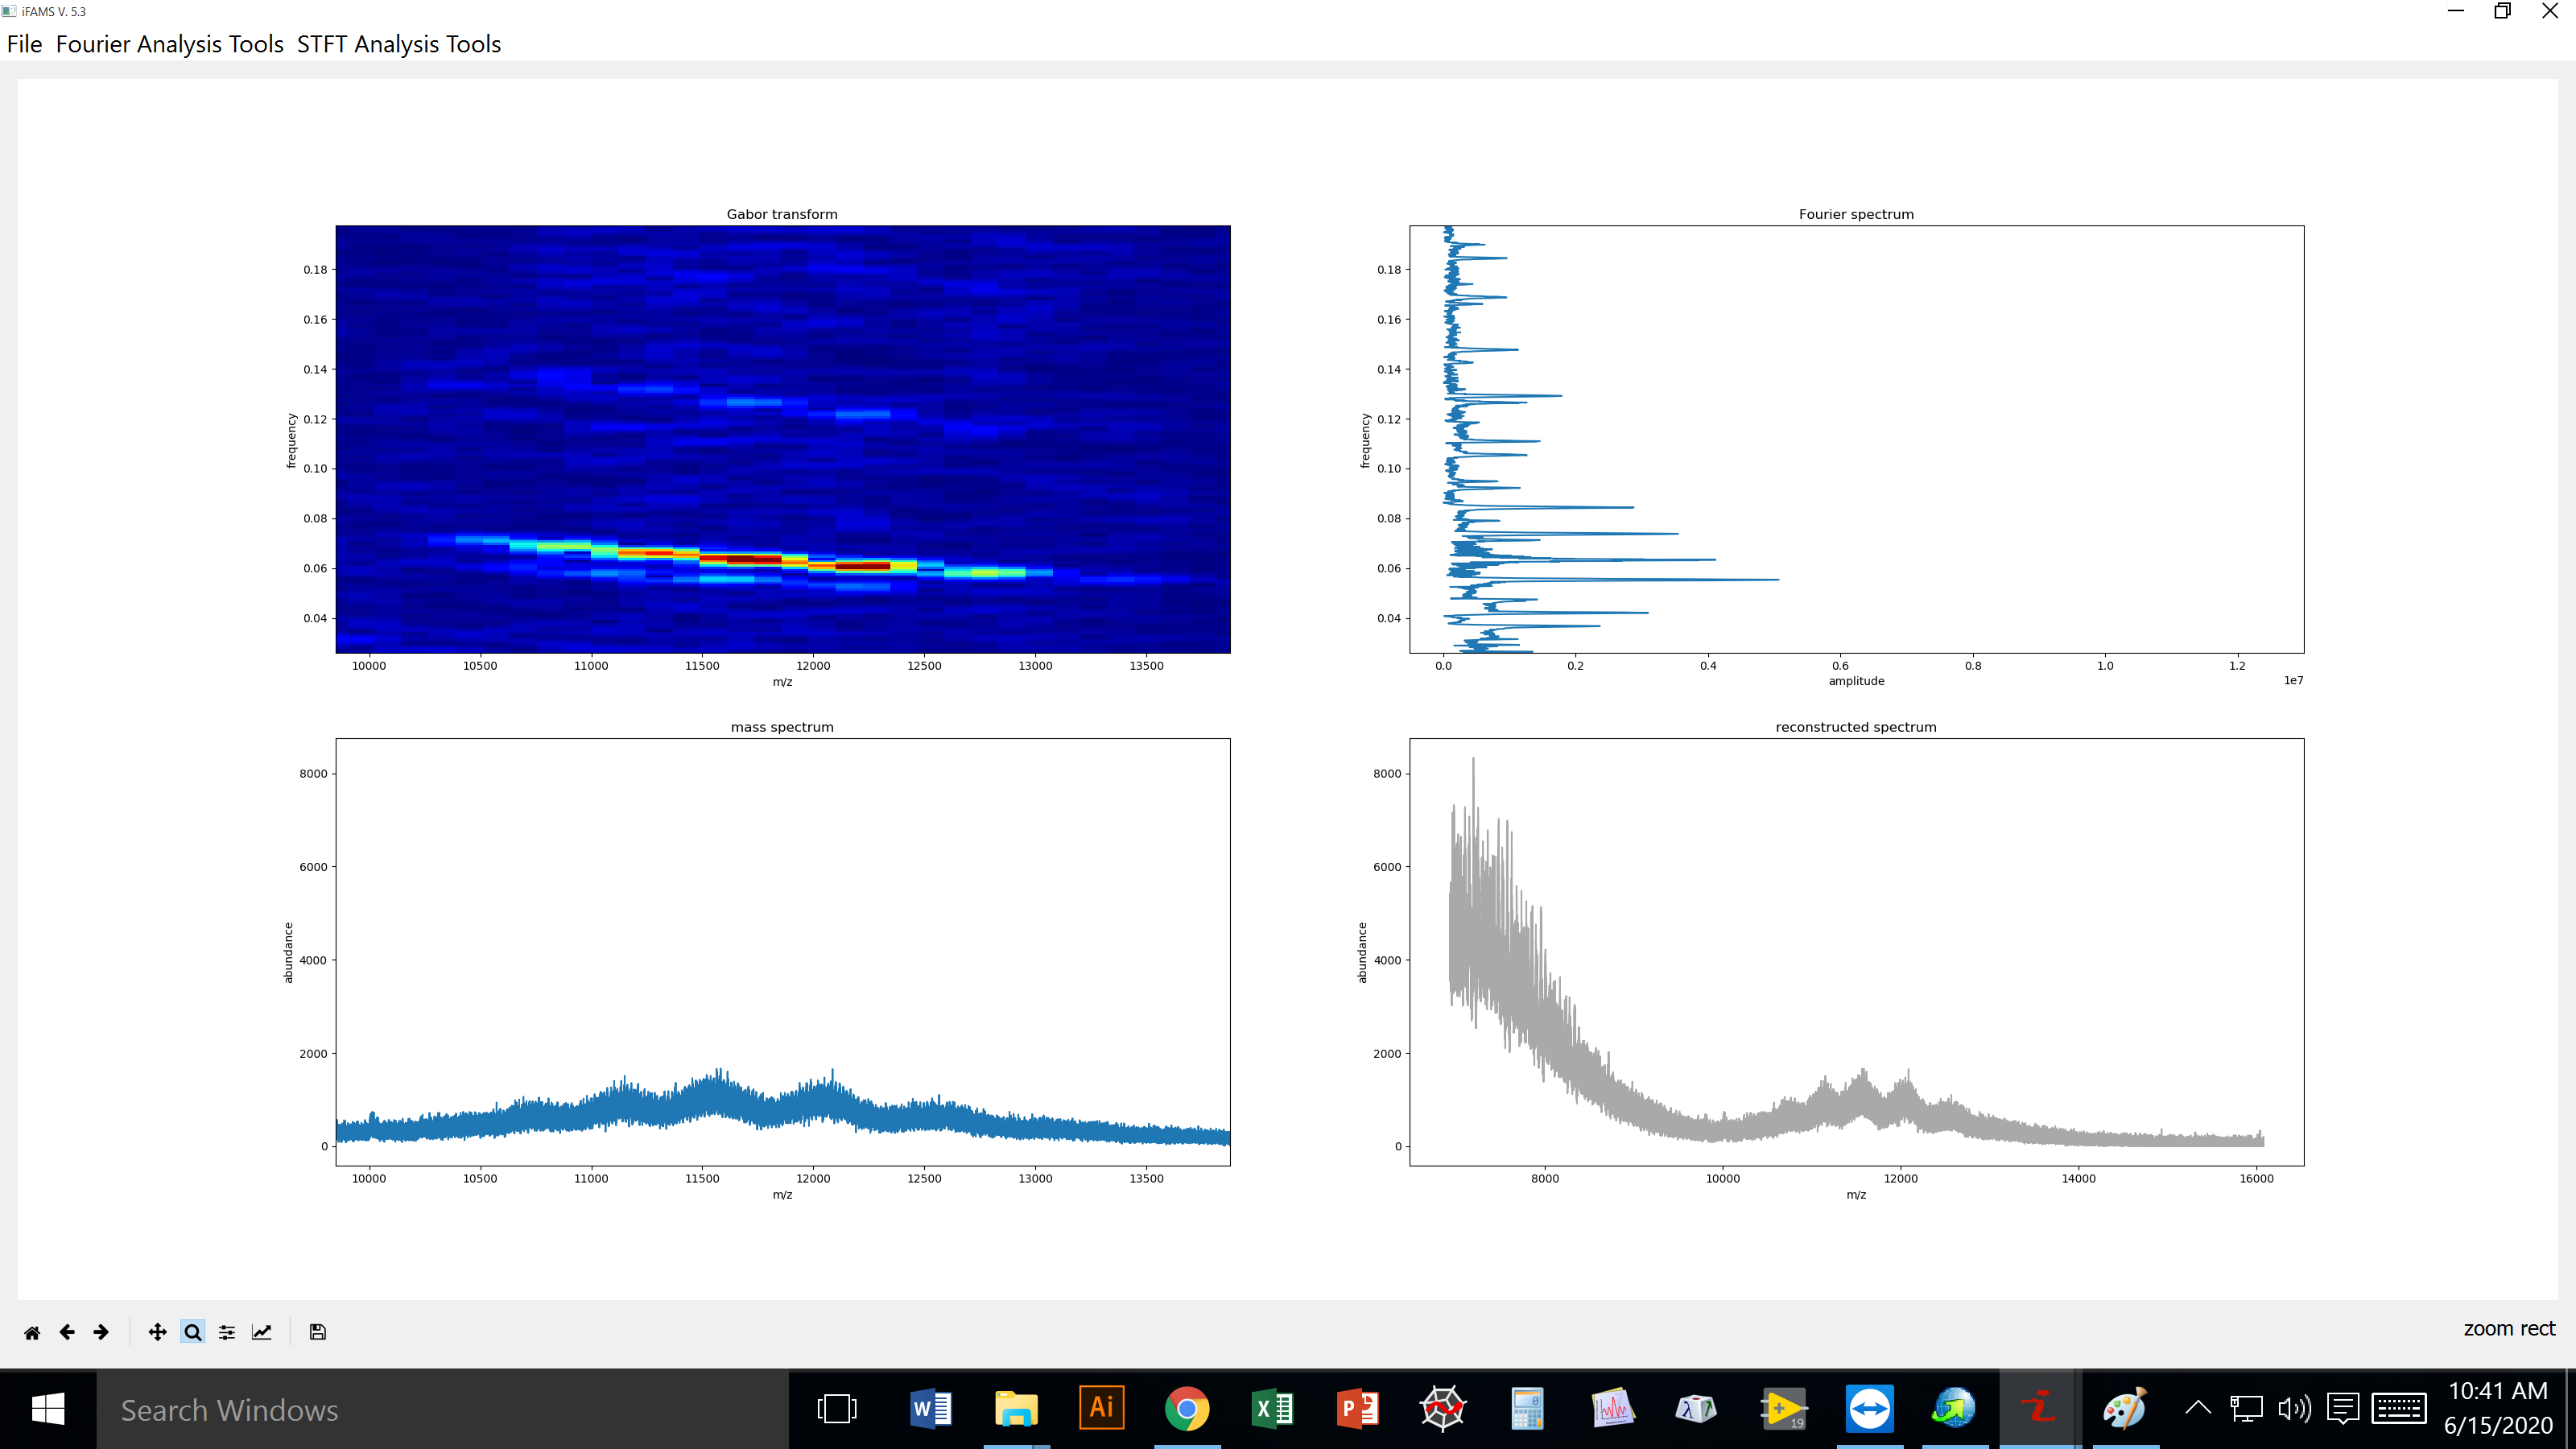 iFAMS V. 5.3
File Fourier Analysis Tools STFT Analysis Tools
Gabor transform
0.18
0.16
0.14
0.12
0.10
0.08
0.06
0.04
frequency
10000 10500 11000 11500 12000 12500 13000 13500
m/z
Fourier spectrum
0.18
0.16
0.14
0.12
0.10
0.08
0.06
0.04
frequency
0.0 0.2 0.4 0.6 0.8 1.0 1.2
amplitude
1e7
mass spectrum
8000
6000
4000
2000
0
abundance
10000 10500 11000 11500 12000 12500 13000 13500
m/z
reconstructed spectrum
8000
6000
4000
2000
0
abundance
8000 10000 12000 14000 16000
m/z
zoom rect
Search Windows
W
Ai
X
P
0
λ
19
i
10:41 AM
6/15/2020